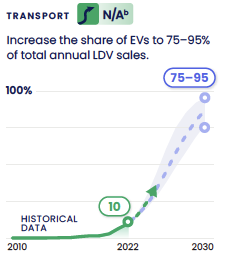 TRANSPORT N/Aᵇ
Increase the share of EVs to 75–95%
of total annual LDV sales.
75–95
100%
10
HISTORICAL
DATA
2010 2022 2030